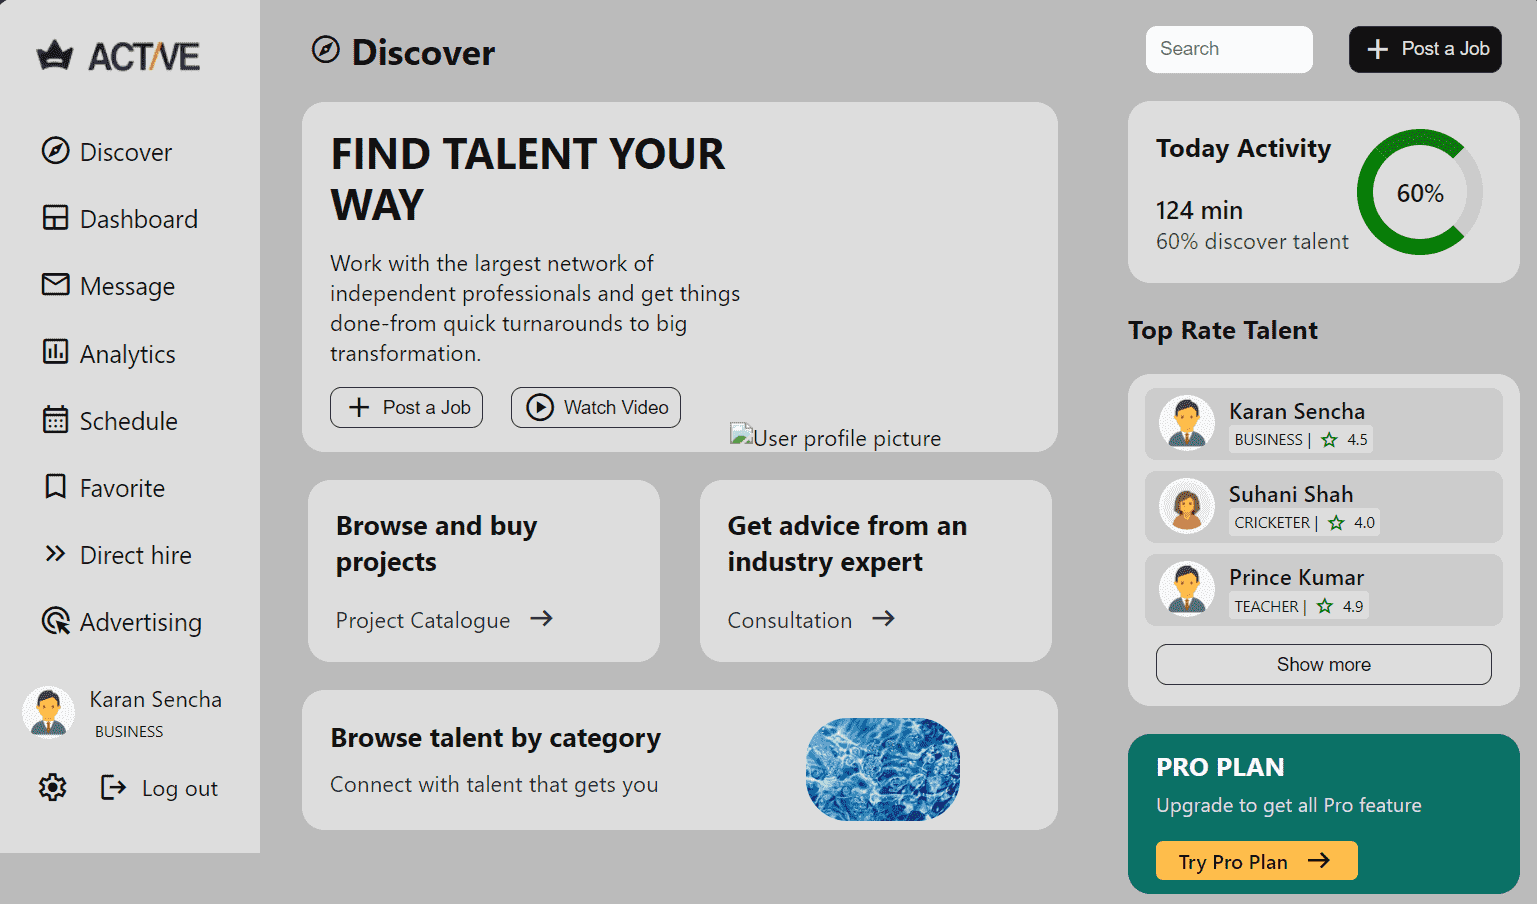 ACTIVE
Discover
Dashboard
Message
Analytics
Schedule
Favorite
Direct hire
Advertising
Karan Sencha
BUSINESS
Log out
Discover
Search
Post a Job
FIND TALENT YOUR
WAY
Work with the largest network of
independent professionals and get things
done-from quick turnarounds to big
transformation.
Post a Job
Watch Video
User profile picture
Browse and buy
projects
Project Catalogue
Get advice from an
industry expert
Consultation
Browse talent by category
Connect with talent that gets you
Today Activity
124 min
60% discover talent
60%
Top Rate Talent
Karan Sencha
BUSINESS | 4.5
Suhani Shah
CRICKETER | 4.0
Prince Kumar
TEACHER | 4.9
Show more
PRO PLAN
Upgrade to get all Pro feature
Try Pro Plan